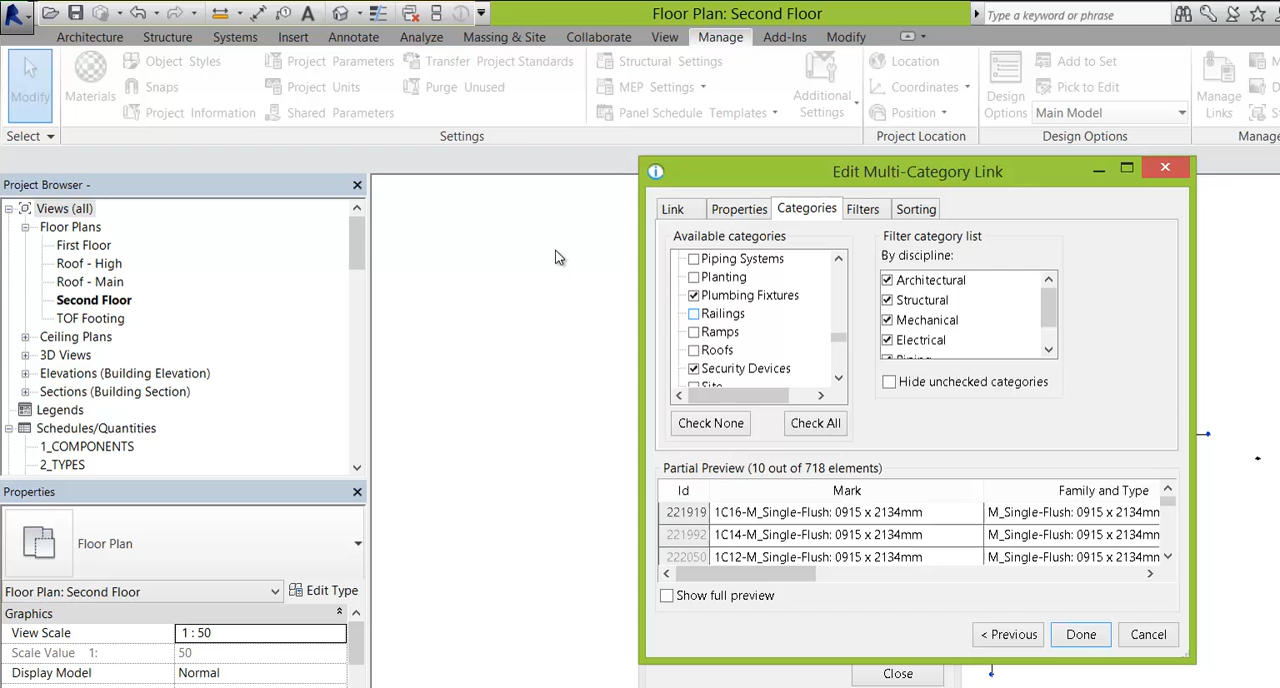 Floor Plan: Second Floor
Type a keyword or phrase
Architecture Structure Systems Insert Annotate Analyze Massing & Site Collaborate View Manage Add-Ins Modify
Modify
Materials
Object Styles
Snaps
Project Information
Project Parameters
Project Units
Shared Parameters
Transfer Project Standards
Purge Unused
Structural Settings
MEP Settings
Panel Schedule Templates
Additional
Settings
Location
Coordinates
Position
Design
Options
Add to Set
Pick to Edit
Main Model
Manage
Links
Select
Settings
Project Location
Design Options
Manage
Project Browser -
Views (all)
Floor Plans
First Floor
Roof - High
Roof - Main
Second Floor
TOF Footing
Ceiling Plans
3D Views
Elevations (Building Elevation)
Sections (Building Section)
Legends
Schedules/Quantities
1_COMPONENTS
2_TYPES
Properties
Floor Plan
Floor Plan: Second Floor
Edit Type
Graphics
View Scale 1 : 50
Scale Value 1: 50
Display Model Normal
Edit Multi-Category Link
Link Properties Categories Filters Sorting
Available categories
Piping Systems
Planting
Plumbing Fixtures
Railings
Ramps
Roofs
Security Devices
Site
Check None
Check All
Filter category list
By discipline:
Architectural
Structural
Mechanical
Electrical
Piping
Hide unchecked categories
Partial Preview (10 out of 718 elements)
Id Mark Family and Type
221919 1C16-M_Single-Flush: 0915 x 2134mm M_Single-Flush: 0915 x 2134mm
221992 1C14-M_Single-Flush: 0915 x 2134mm M_Single-Flush: 0915 x 2134mm
222050 1C12-M_Single-Flush: 0915 x 2134mm M_Single-Flush: 0915 x 2134mm
Show full preview
< Previous
Done
Cancel
Close